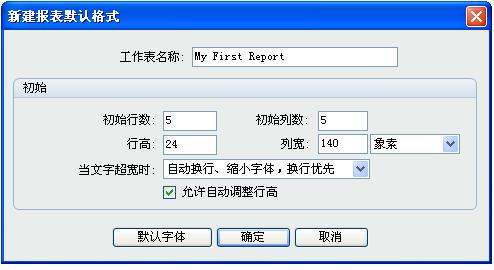 新建报表默认格式
工作表名称: My First Report
初始
初始行数: 5 初始列数: 5
行高: 24 列宽: 140 象索
当文字超宽时: 自动换行、缩小字体,换行优先
允许自动调整行高
默认字体 确定 取消